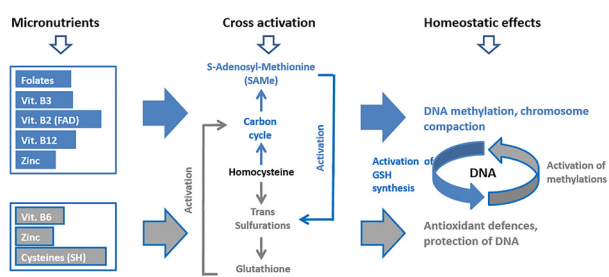 Micronutrients
Cross activation
Homeostatic effects
Folates
Vit. B3
Vit. B2 (FAD)
Vit. B12
Zinc
Vit. B6
Zinc
Cysteines (SH)
S-Adenosyl-Methionine
(SAMe)
Carbon
cycle
Homocysteine
Trans
Sulfurations
Glutathione
Activation
Activation
DNA methylation, chromosome
compaction
Activation of
GSH
synthesis
DNA
Activation of
methylations
Antioxidant defences,
protection of DNA